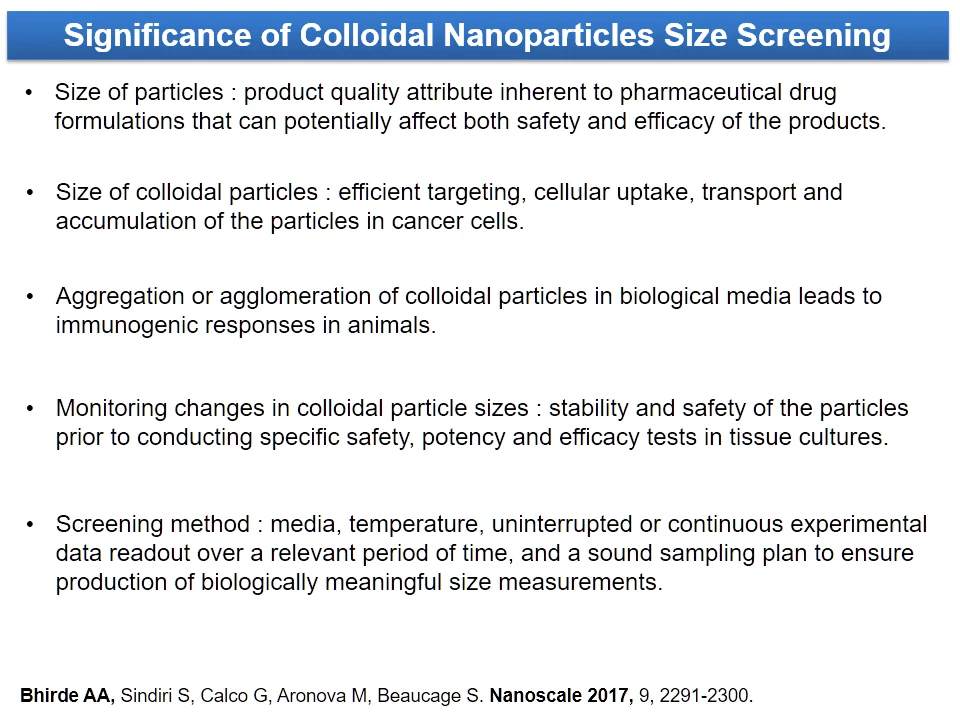 Significance of Colloidal Nanoparticles Size Screening
• Size of particles : product quality attribute inherent to pharmaceutical drug
formulations that can potentially affect both safety and efficacy of the products.
• Size of colloidal particles : efficient targeting, cellular uptake, transport and
accumulation of the particles in cancer cells.
• Aggregation or agglomeration of colloidal particles in biological media leads to
immunogenic responses in animals.
• Monitoring changes in colloidal particle sizes : stability and safety of the particles
prior to conducting specific safety, potency and efficacy tests in tissue cultures.
• Screening method : media, temperature, uninterrupted or continuous experimental
data readout over a relevant period of time, and a sound sampling plan to ensure
production of biologically meaningful size measurements.
Bhirde AA, Sindiri S, Calco G, Aronova M, Beaucage S. Nanoscale 2017, 9, 2291-2300.